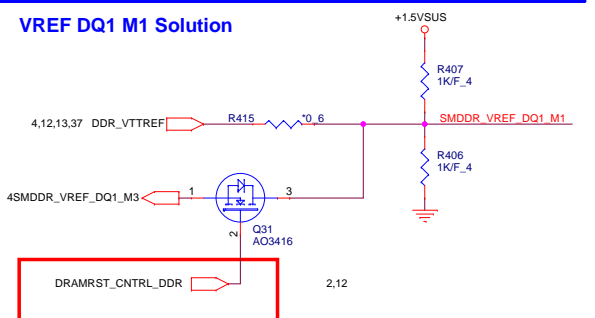 VREF DQ1 M1 Solution
+1.5VSUS
R407
1K/F_4
4,12,13,37 DDR_VTTREF
R415
*0_6
SMDDR_VREF_DQ1_M1
R406
1K/F_4
4SMDDR_VREF_DQ1_M3
1
3
2
Q31
AO3416
DRAMRST_CNTRL_DDR
2,12